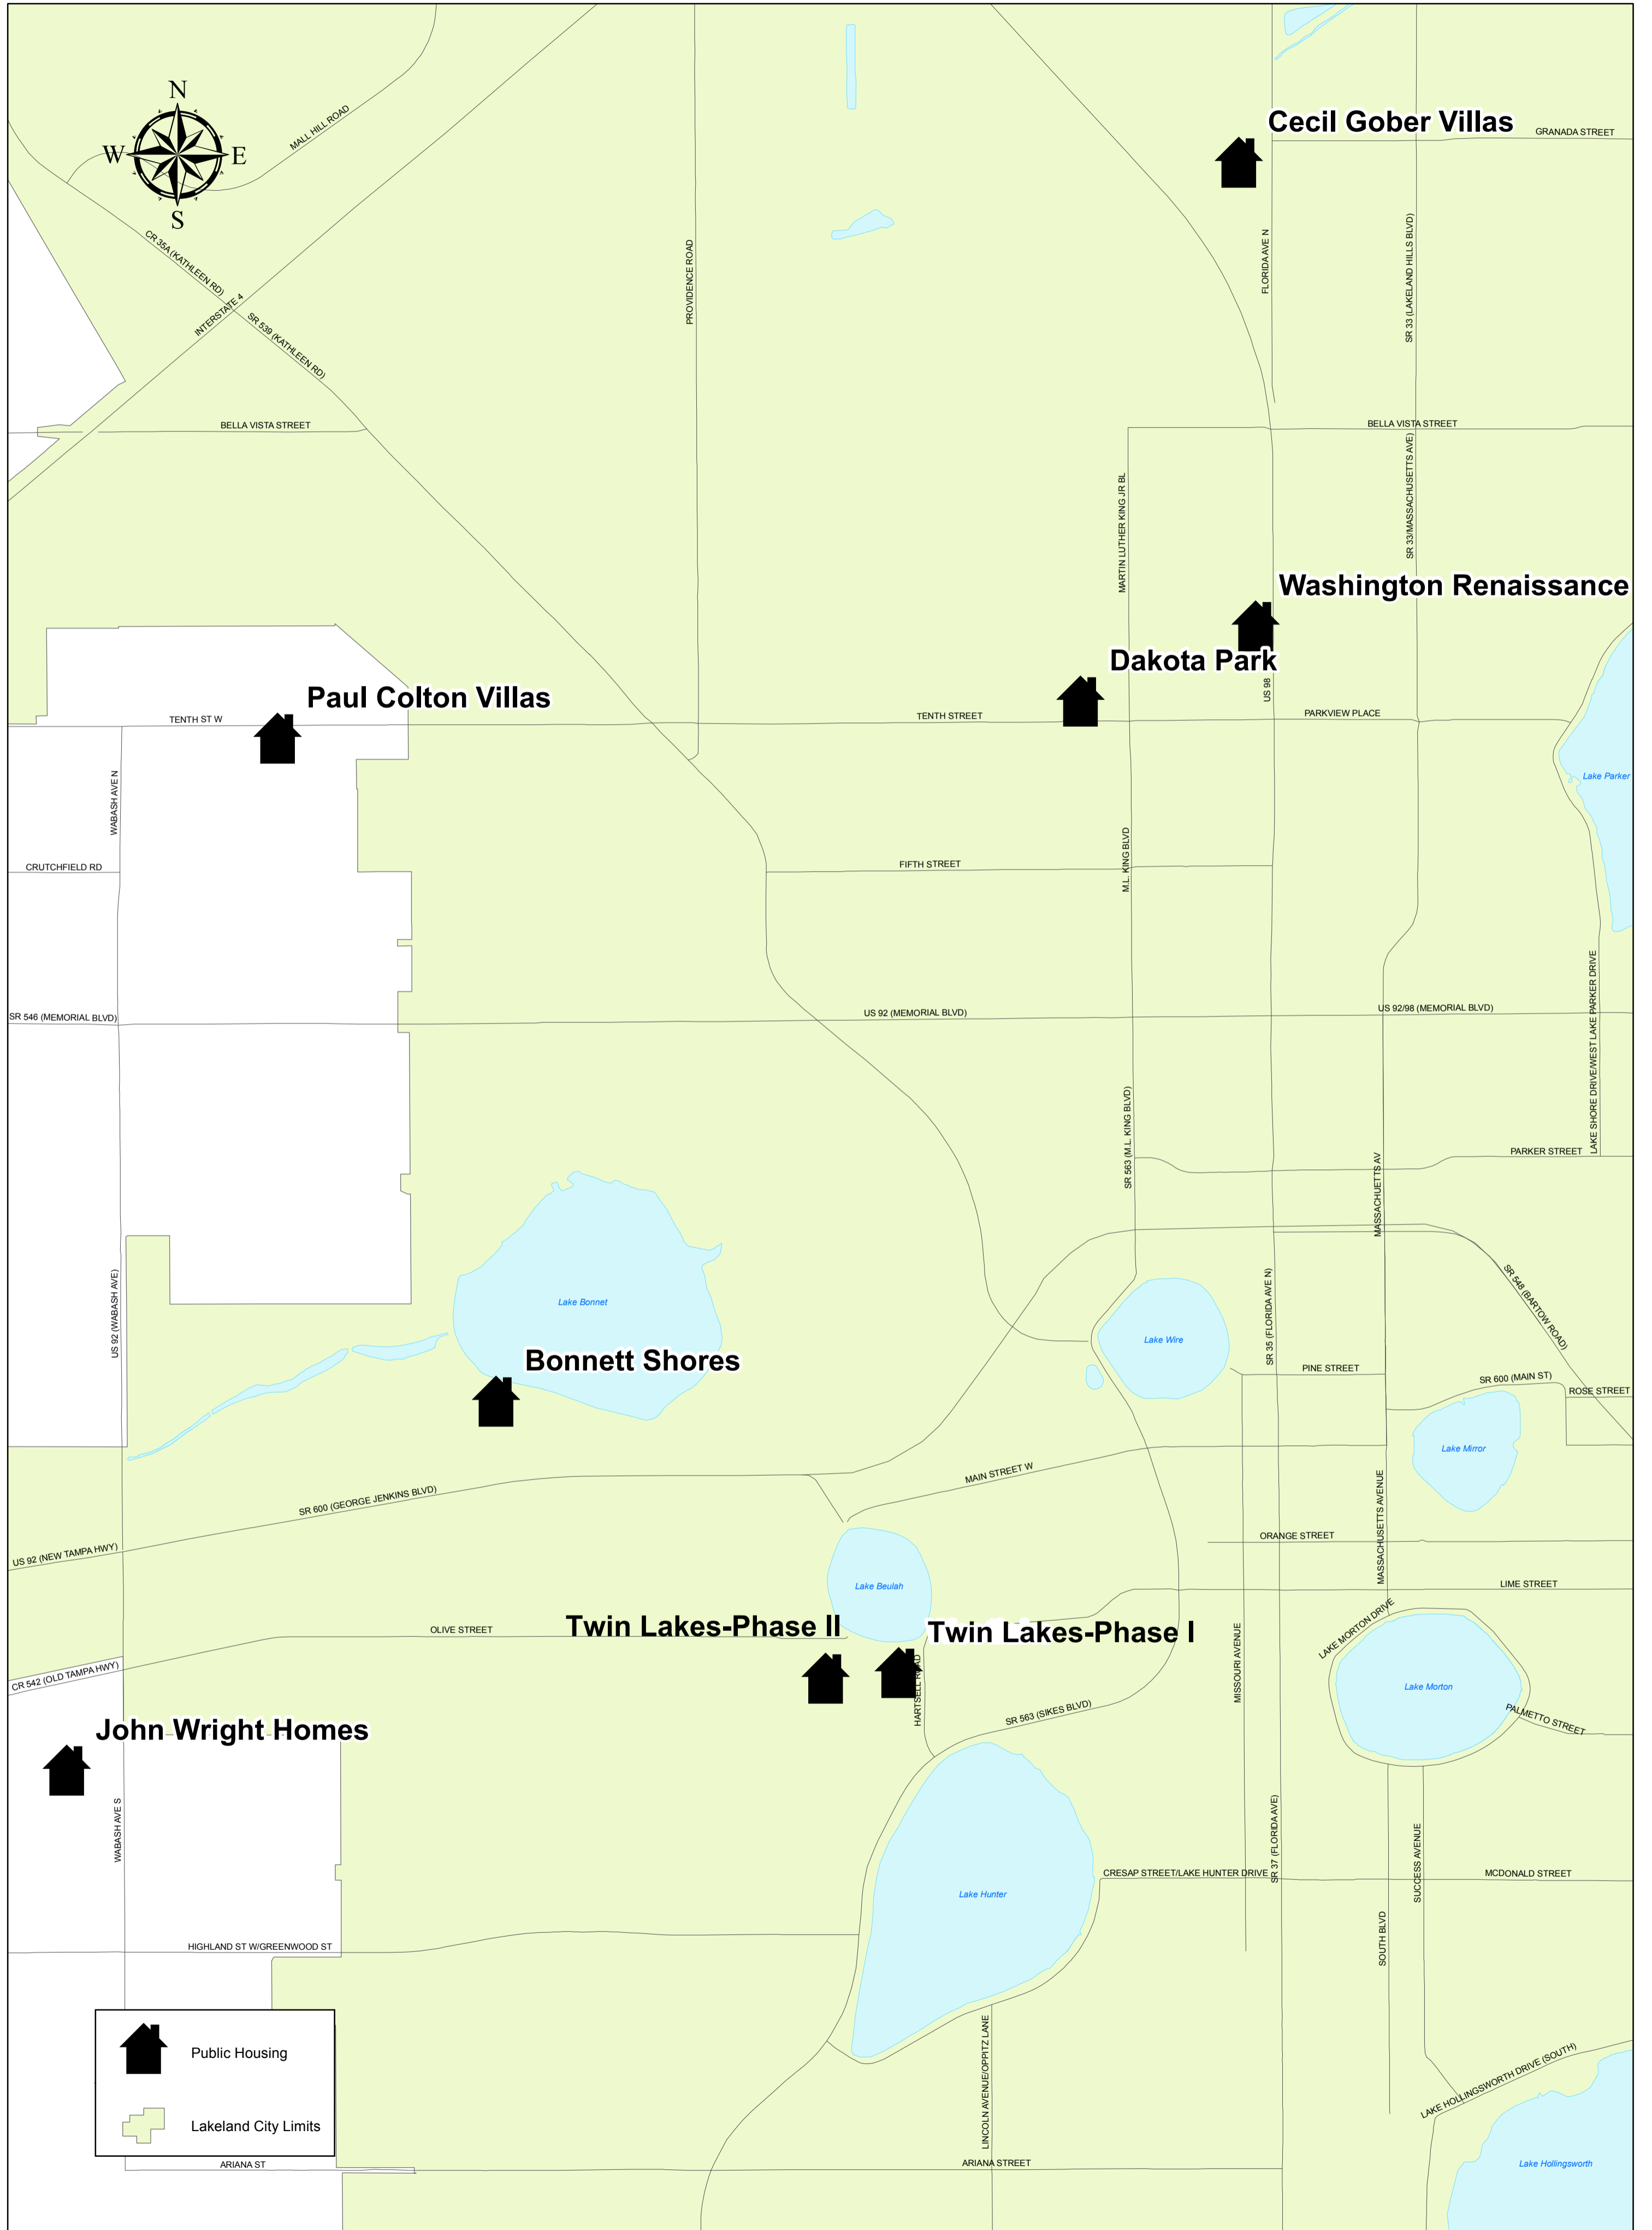 N
W
E
S
MALL HILL ROAD
Cecil Gober Villas
GRANADA STREET
CR 35A (KATHLEEN RD)
INTERSTATE 4
SR 539 (KATHLEEN RD)
PROVIDENCE ROAD
FLORIDA AVE N
SR 33 (LAKELAND HILLS BLVD)
BELLA VISTA STREET
BELLA VISTA STREET
MARTIN LUTHER KING JR BL
SR 33/MASSACHUSETTS AVE)
Washington Renaissance
Dakota Park
US 98
Paul Colton Villas
TENTH ST W
TENTH STREET
PARKVIEW PLACE
Lake Parker
WABASH AVE N
CRUTCHFIELD RD
FIFTH STREET
M.L. KING BLVD
SR 546 (MEMORIAL BLVD)
US 92 (MEMORIAL BLVD)
US 92/98 (MEMORIAL BLVD)
LAKE SHORE DRIVE/WEST LAKE PARKER DRIVE
SR 563 (M.L. KING BLVD)
PARKER STREET
MASSACHUETTS AV
US 92 (WABASH AVE)
Lake Bonnet
Lake Wire
SR 35 (FLORIDA AVE N)
SR 548 (BARTOW ROAD)
Bonnett Shores
PINE STREET
SR 600 (MAIN ST)
ROSE STREET
Lake Mirror
MAIN STREET W
SR 600 (GEORGE JENKINS BLVD)
US 92 (NEW TAMPA HWY)
ORANGE STREET
MASSACHUSETTS AVENUE
Lake Beulah
LIME STREET
Twin Lakes-Phase II
Twin Lakes-Phase I
OLIVE STREET
LAKE MORTON DRIVE
MISSOURI AVENUE
CR 542 (OLD TAMPA HWY)
HARTSELL ROAD
SR 563 (SIKES BLVD)
Lake Morton
PALMETTO STREET
John Wright Homes
WABASH AVE S
SR 37 (FLORIDA AVE)
CRESAP STREET/LAKE HUNTER DRIVE
MCDONALD STREET
SUCCESS AVENUE
Lake Hunter
SOUTH BLVD
HIGHLAND ST W/GREENWOOD ST
LINCOLN AVENUE/OPPITZ LANE
LAKE HOLLINGSWORTH DRIVE (SOUTH)
Public Housing
Lakeland City Limits
ARIANA ST
ARIANA STREET
Lake Hollingsworth